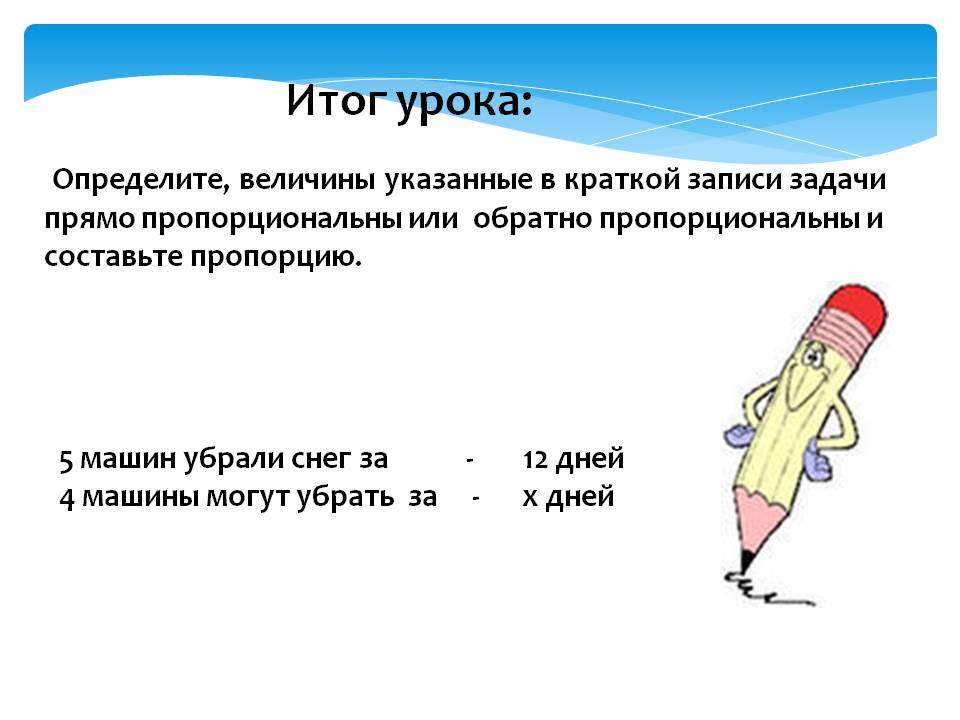 Итог урока:
Определите, величины указанные в краткой записи задачи
прямо пропорциональны или обратно пропорциональны и
составьте пропорцию.
5 машин убрали снег за - 12 дней
4 машины могут убрать за - х дней